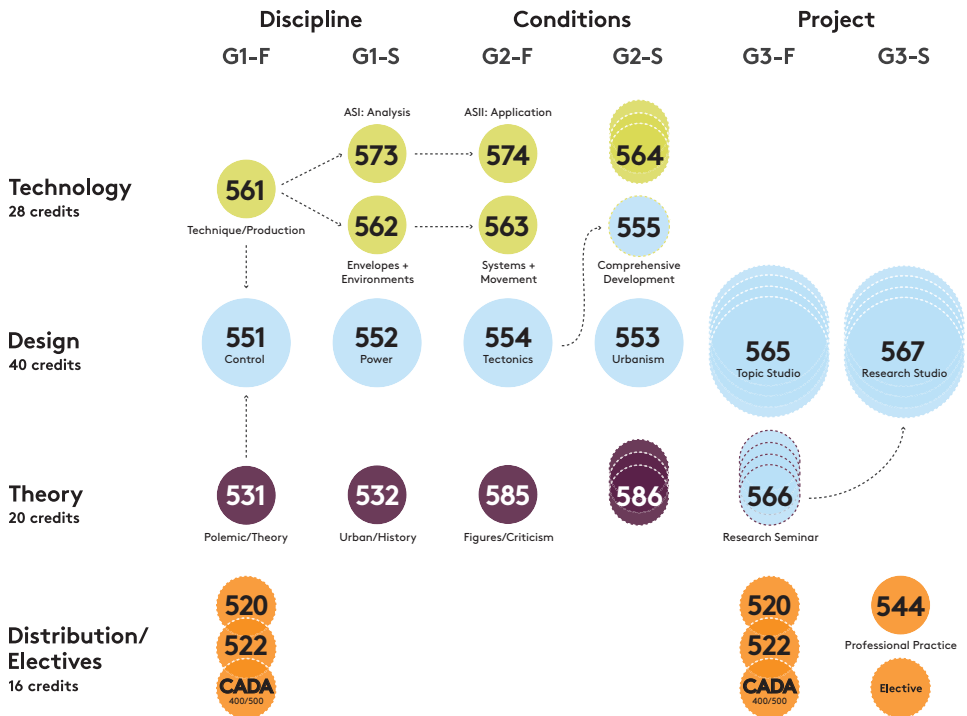 Discipline
Conditions
Project
G1-F
G1-S
G2-F
G2-S
G3-F
G3-S
Technology
28 credits
561
Technique/Production
ASI: Analysis
573
ASII: Application
574
564
562
Envelopes +
Environments
563
Systems +
Movement
555
Comprehensive
Development
Design
40 credits
551
Control
552
Power
554
Tectonics
553
Urbanism
565
Topic Studio
567
Research Studio
Theory
20 credits
531
Polemic/Theory
532
Urban/History
585
Figures/Criticism
586
566
Research Seminar
Distribution/
Electives
16 credits
520
522
CADA
400/500
520
522
CADA
400/500
544
Professional Practice
Elective